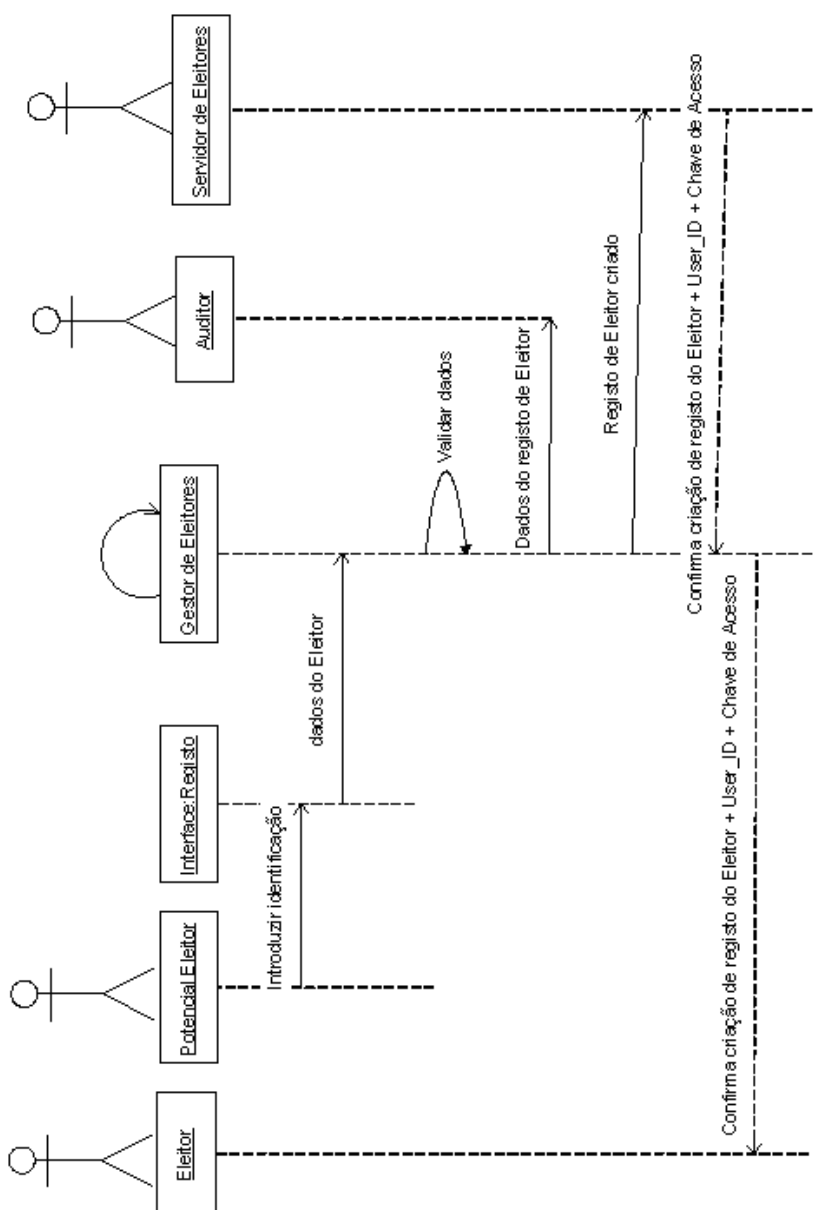 Eleitor
Potencial Eleitor
Interface:Registo
Gestor de Eleitores
Auditor
Servidor de Eleitores
Introduzir identificação
dados do Eleitor
Validar dados
Dados do registo de Eleitor
Registo de Eleitor criado
Confirma criação de registo do Eleitor + User_ID + Chave de Acesso
Confirma criação de registo do Eleitor + User_ID + Chave de Acesso